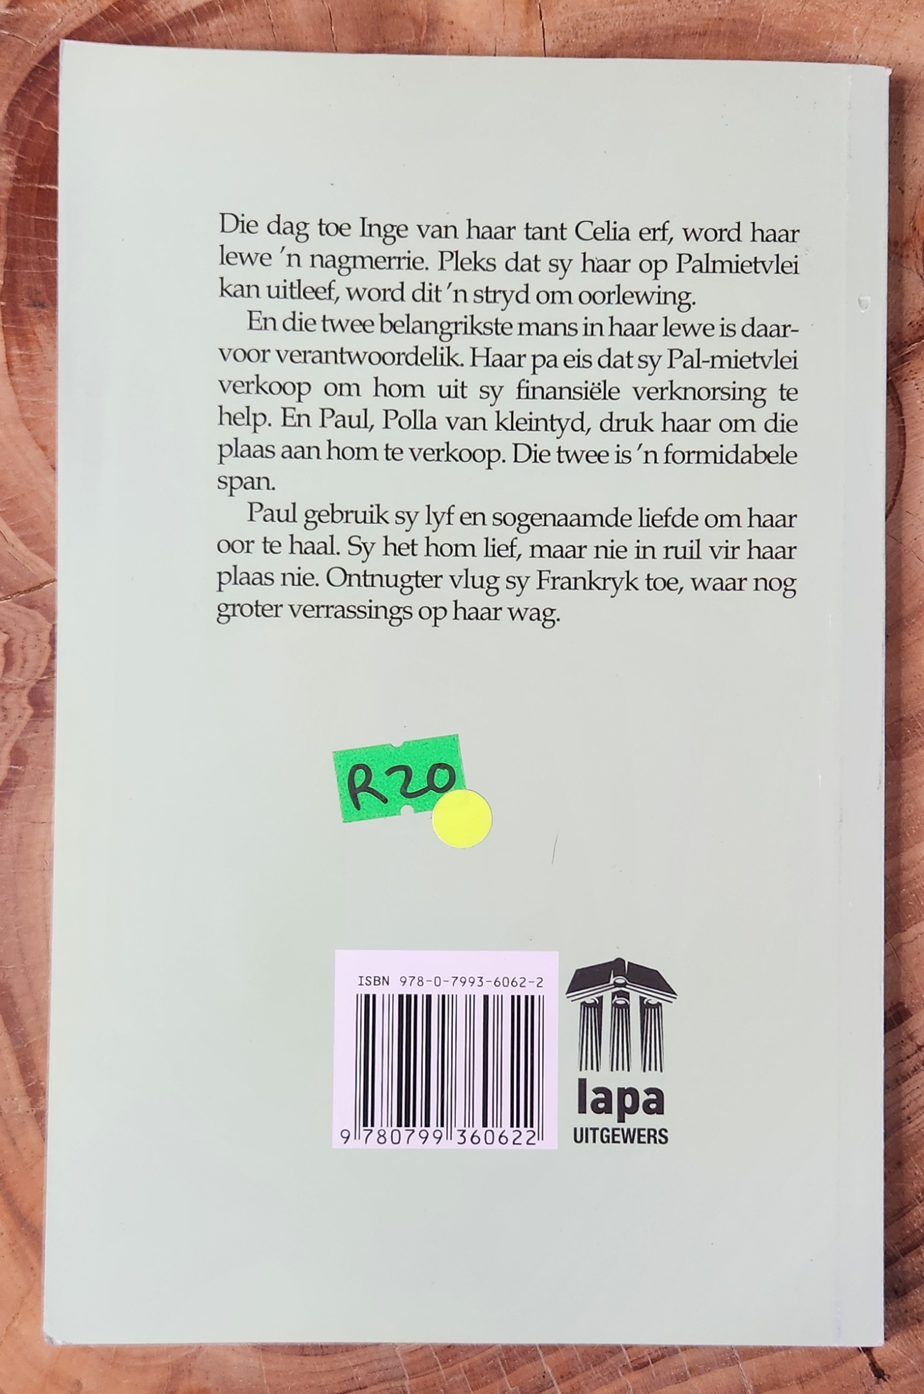 Die dag toe Inge van haar tant Celia erf, word haar
lewe 'n nagmerrie. Pleks dat sy haar op Palmietvlei
kan uitleef, word dit 'n stryd om oorlewing.
En die twee belangrikste mans in haar lewe is daar-
voor verantwoordelik. Haar pa eis dat sy Pal-mietvlei
verkoop om hom uit sy finansiële verknorsing te
help. En Paul, Polla van kleintyd, druk haar om die
plaas aan hom te verkoop. Die twee is 'n formidabele
span.
Paul gebruik sy lyf en sogenaamde liefde om haar
oor te haal. Sy het hom lief, maar nie in ruil vir haar
plaas nie. Ontnugter vlug sy Frankryk toe, waar nog
groter verrassings op haar wag.
R20
ISBN 978-0-7993-6062-2
9 780799 360622
lapa
UITGEWERS